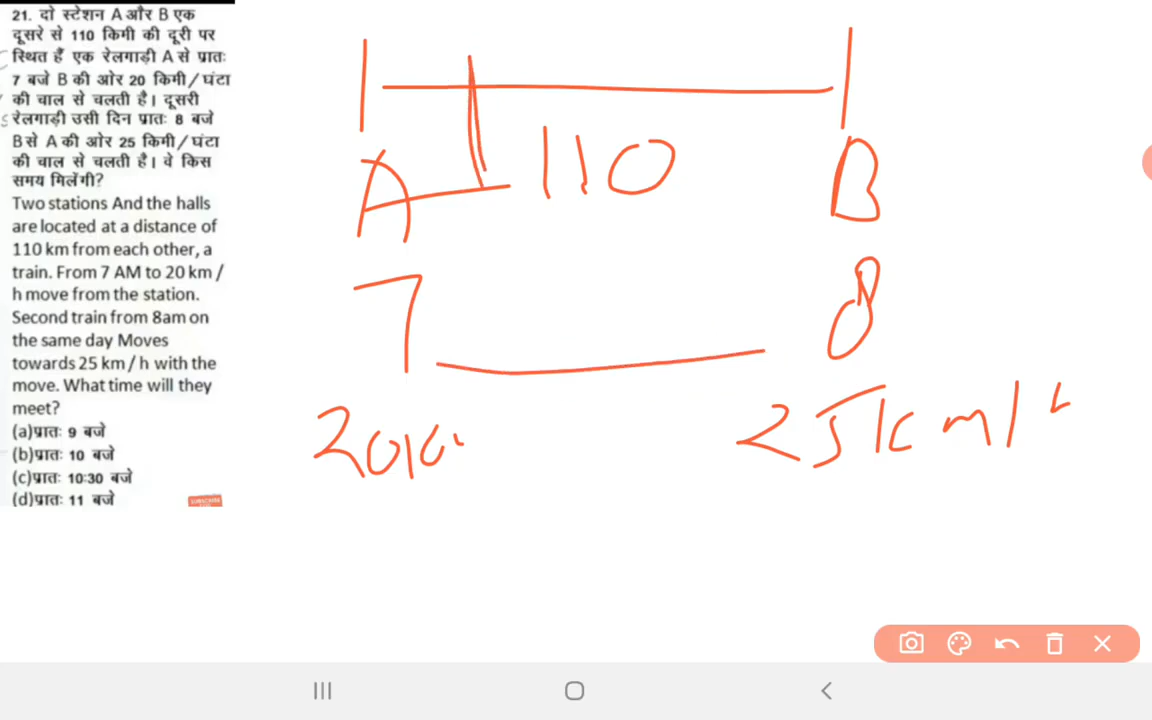 21. दो स्टेशन A और B एक
दूसरे से 110 किमी की दूरी पर
स्थित हैं एक रेलगाड़ी A से प्रातः
7 बजे B की ओर 20 किमी/घंटा
की चाल से चलती है। दूसरी
रेलगाड़ी उसी दिन प्रातः 8 बजे
B से A की ओर 25 किमी/घंटा
की चाल से चलती है। वे किस
समय मिलेंगी?
Two stations And the halls
are located at a distance of
110 km from each other, a
train. From 7 AM to 20 km /
h move from the station.
Second train from 8am on
the same day Moves
towards 25 km / h with the
move. What time will they
meet?
(a)प्रातः 9 बजे
(b)प्रातः 10 बजे
(c)प्रातः 10:30 बजे
(d)प्रातः 11 बजे
SUBSCRIBE
A 110 B
7 8
20 25km/